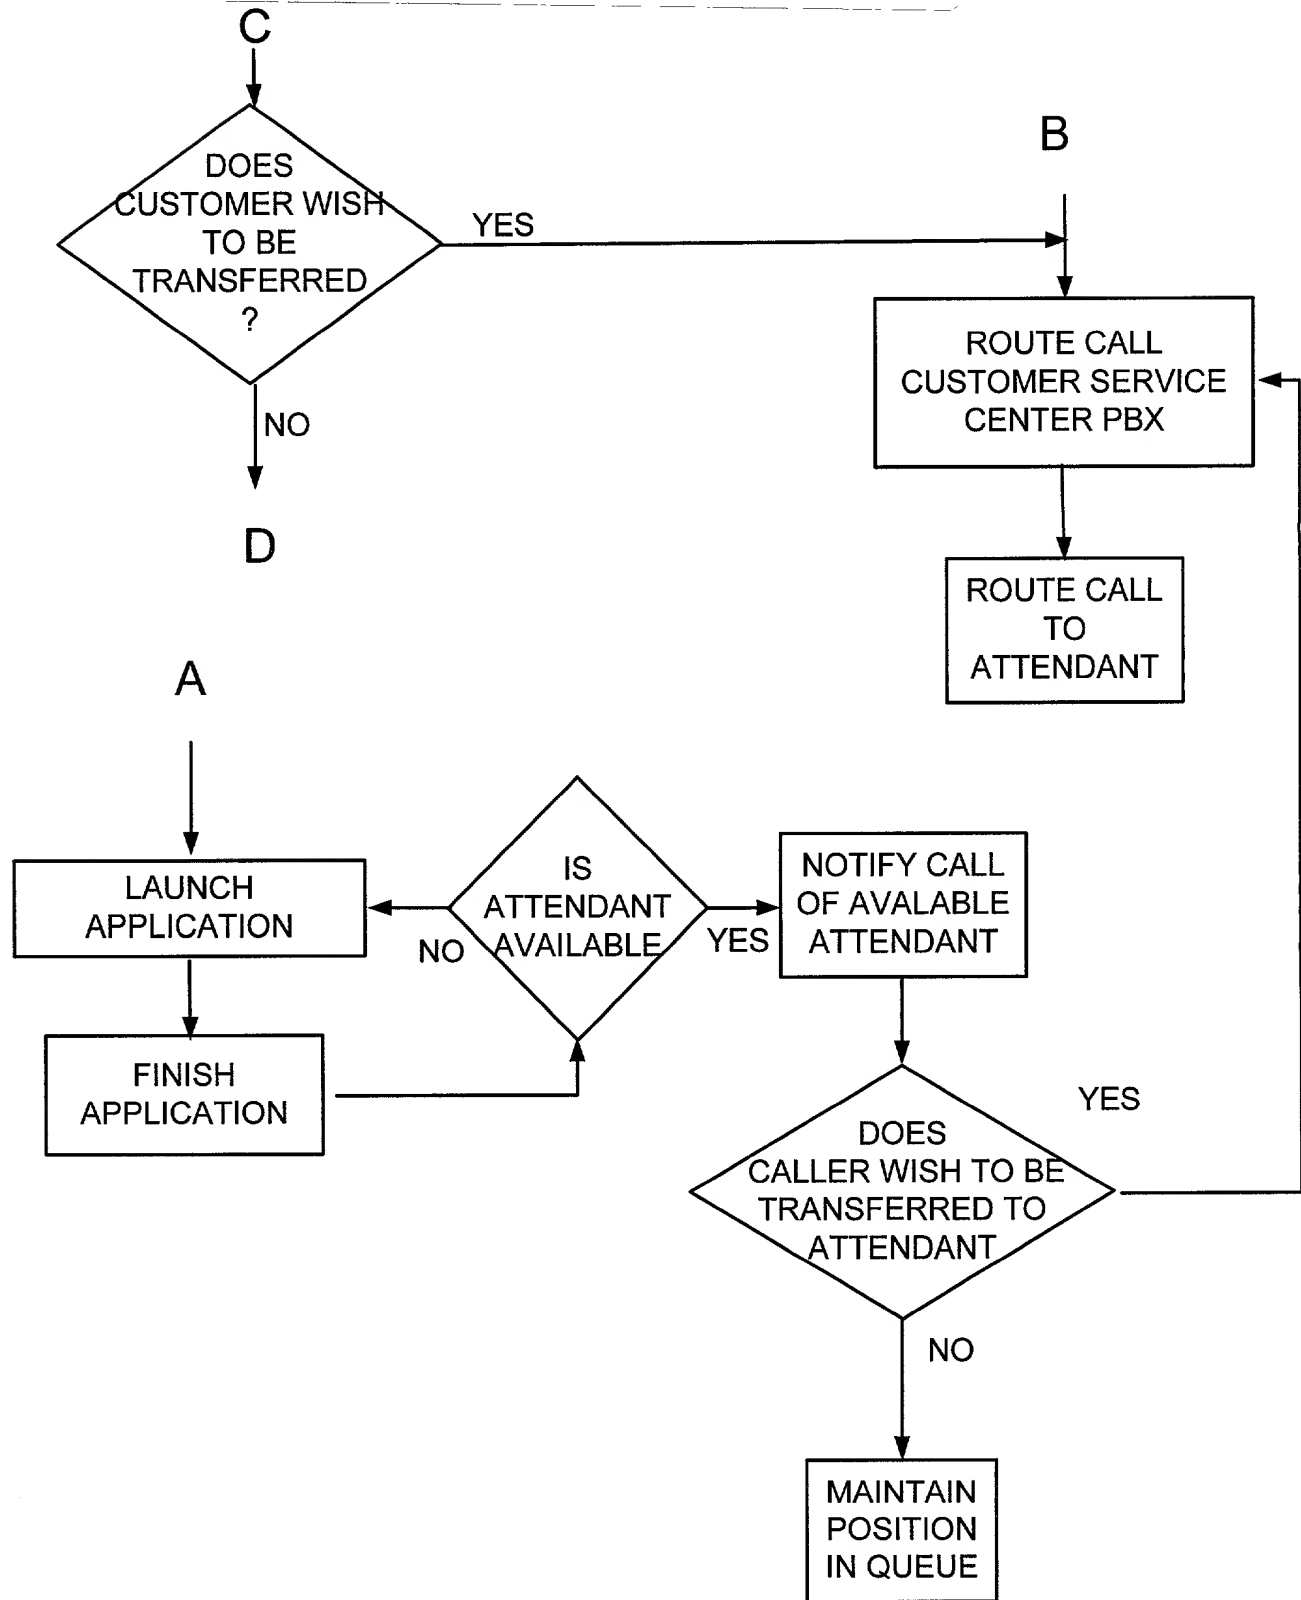 C
DOES
CUSTOMER WISH
TO BE
TRANSFERRED
?
YES
NO
D
B
ROUTE CALL
CUSTOMER SERVICE
CENTER PBX
ROUTE CALL
TO
ATTENDANT
A
LAUNCH
APPLICATION
FINISH
APPLICATION
IS
ATTENDANT
AVAILABLE
NO
YES
NOTIFY CALL
OF AVALABLE
ATTENDANT
DOES
CALLER WISH TO BE
TRANSFERRED TO
ATTENDANT
YES
NO
MAINTAIN
POSITION
IN QUEUE